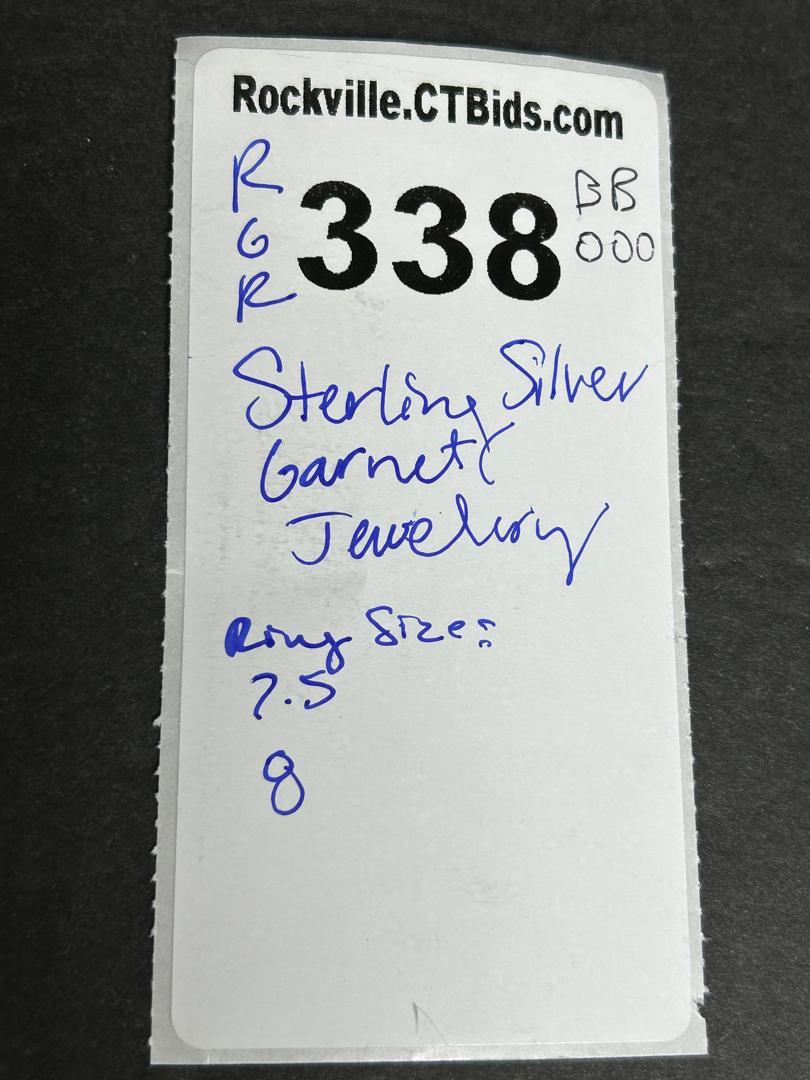 Rockville.CTBids.com
R
G
R
338
BB
000
Sterling Silver
Garnet
Jewelry
Ring Size:
7.5
8